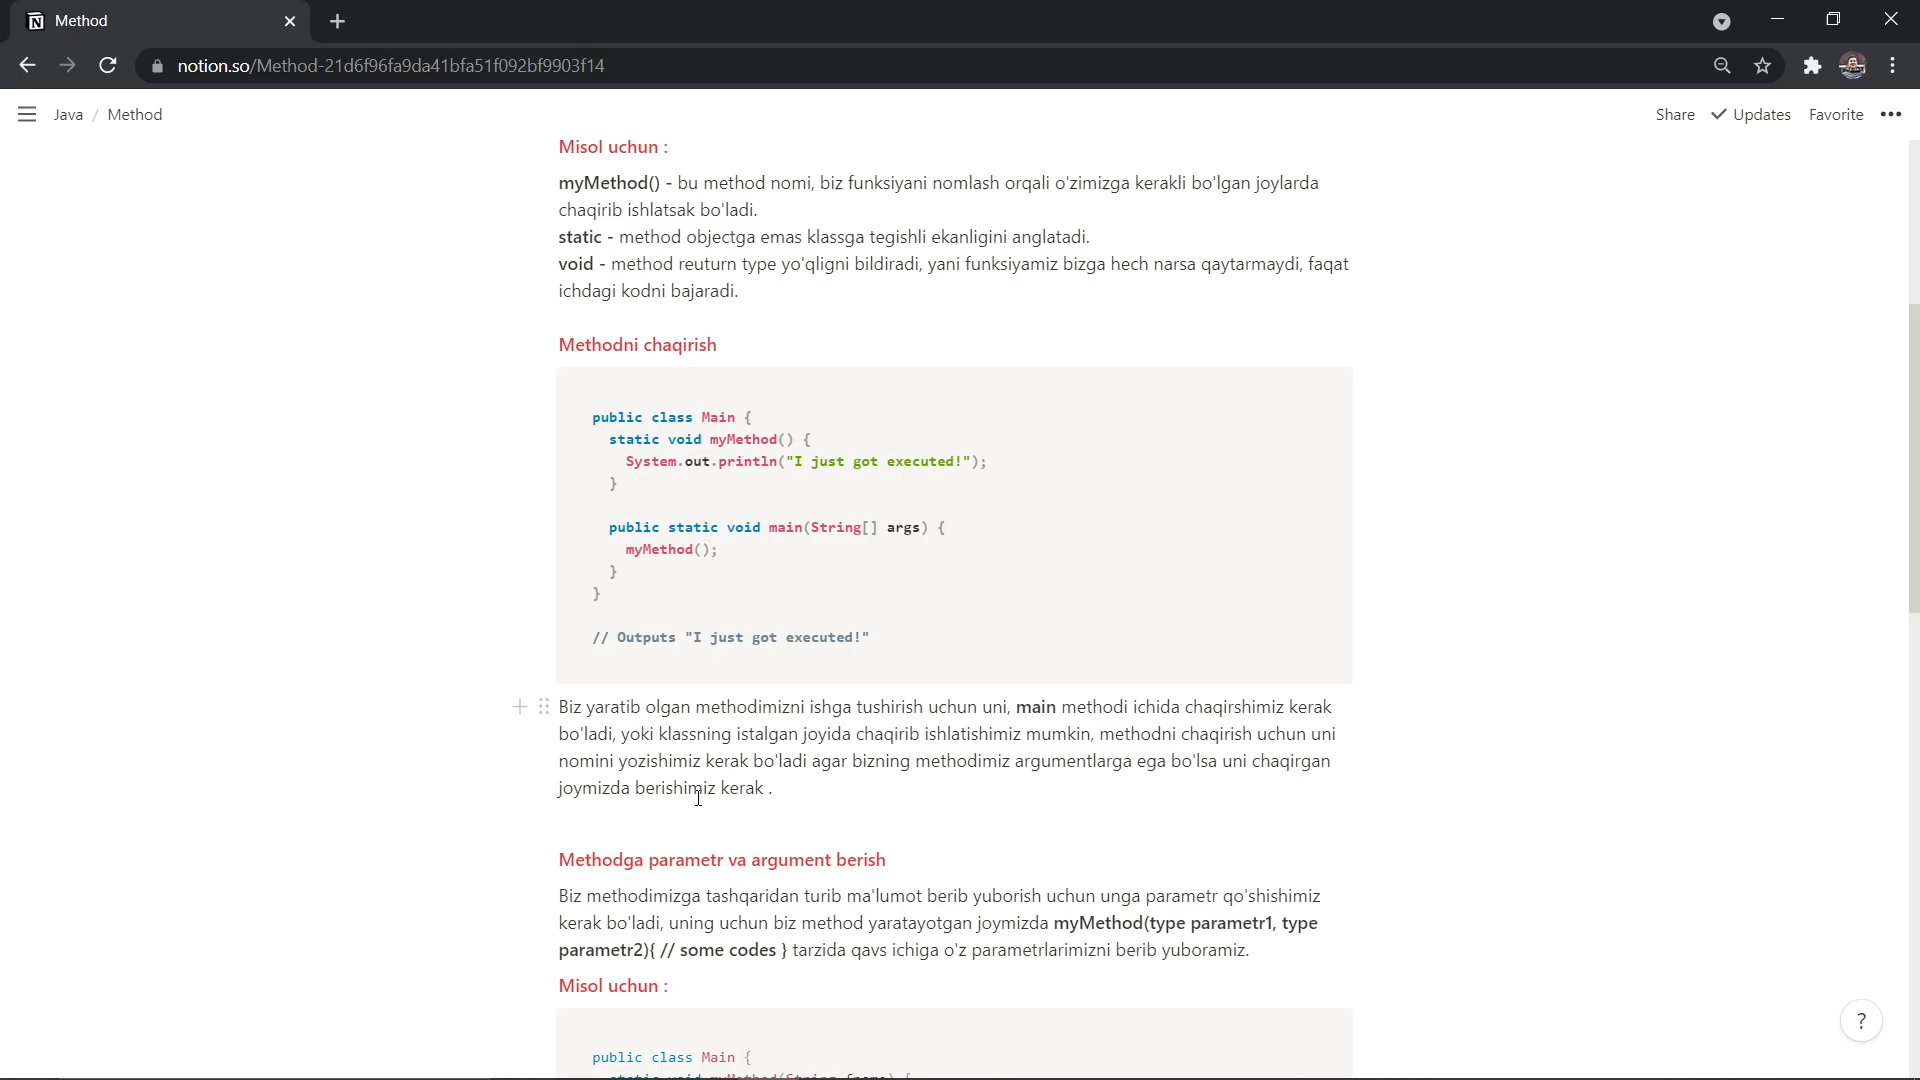 Method
notion.so/Method-21d6f96fa9da41bfa51f092bf9903f14
Java / Method
Share Updates Favorite
Misol uchun :
myMethod() - bu method nomi, biz funksiyani nomlash orqali o'zimizga kerakli bo'lgan joylarda
chaqirib ishlatsak bo'ladi.
static - method objectga emas klassga tegishli ekanligini anglatadi.
void - method reuturn type yo'qligni bildiradi, yani funksiyamiz bizga hech narsa qaytarmaydi, faqat
ichdagi kodni bajaradi.
Methodni chaqirish
public class Main {
static void myMethod() {
System.out.println("I just got executed!");
}
public static void main(String[] args) {
myMethod();
}
}
// Outputs "I just got executed!"
Biz yaratib olgan methodimizni ishga tushirish uchun uni, main methodi ichida chaqirshimiz kerak
bo'ladi, yoki klassning istalgan joyida chaqirib ishlatishimiz mumkin, methodni chaqirish uchun uni
nomini yozishimiz kerak bo'ladi agar bizning methodimiz argumentlarga ega bo'lsa uni chaqirgan
joymizda berishimiz kerak .
Methodga parametr va argument berish
Biz methodimizga tashqaridan turib ma'lumot berib yuborish uchun unga parametr qo'shishimiz
kerak bo'ladi, uning uchun biz method yaratayotgan joymizda myMethod(type parametr1, type
parametr2){ // some codes } tarzida qavs ichiga o'z parametrlarimizni berib yuboramiz.
Misol uchun :
public class Main {
static void myMethod(String fname) {
?